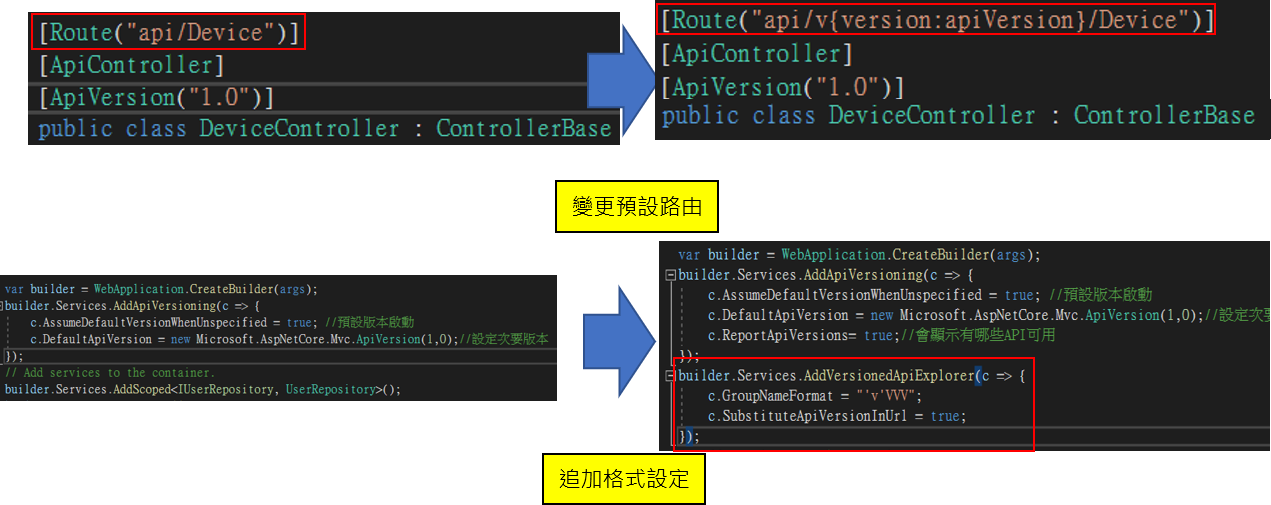 [Route("api/Device")]
[ApiController]
[ApiVersion("1.0")]
public class DeviceController : ControllerBase
[Route("api/v{version:apiVersion}/Device")]
[ApiController]
[ApiVersion("1.0")]
public class DeviceController : ControllerBase
變更預設路由
var builder = WebApplication.CreateBuilder(args);
builder.Services.AddApiVersioning(c => {
c.AssumeDefaultVersionWhenUnspecified = true; //預設版本啟動
c.DefaultApiVersion = new Microsoft.AspNetCore.Mvc.ApiVersion(1,0);//設定次要版本
});
// Add services to the container.
builder.Services.AddScoped<IUserRepository, UserRepository>();
var builder = WebApplication.CreateBuilder(args);
builder.Services.AddApiVersioning(c => {
c.AssumeDefaultVersionWhenUnspecified = true; //預設版本啟動
c.DefaultApiVersion = new Microsoft.AspNetCore.Mvc.ApiVersion(1,0);//設定次要
c.ReportApiVersions= true;//會顯示有哪些API可用
});
builder.Services.AddVersionedApiExplorer(c => {
c.GroupNameFormat = "'v'VVV";
c.SubstituteApiVersionInUrl = true;
});
追加格式設定